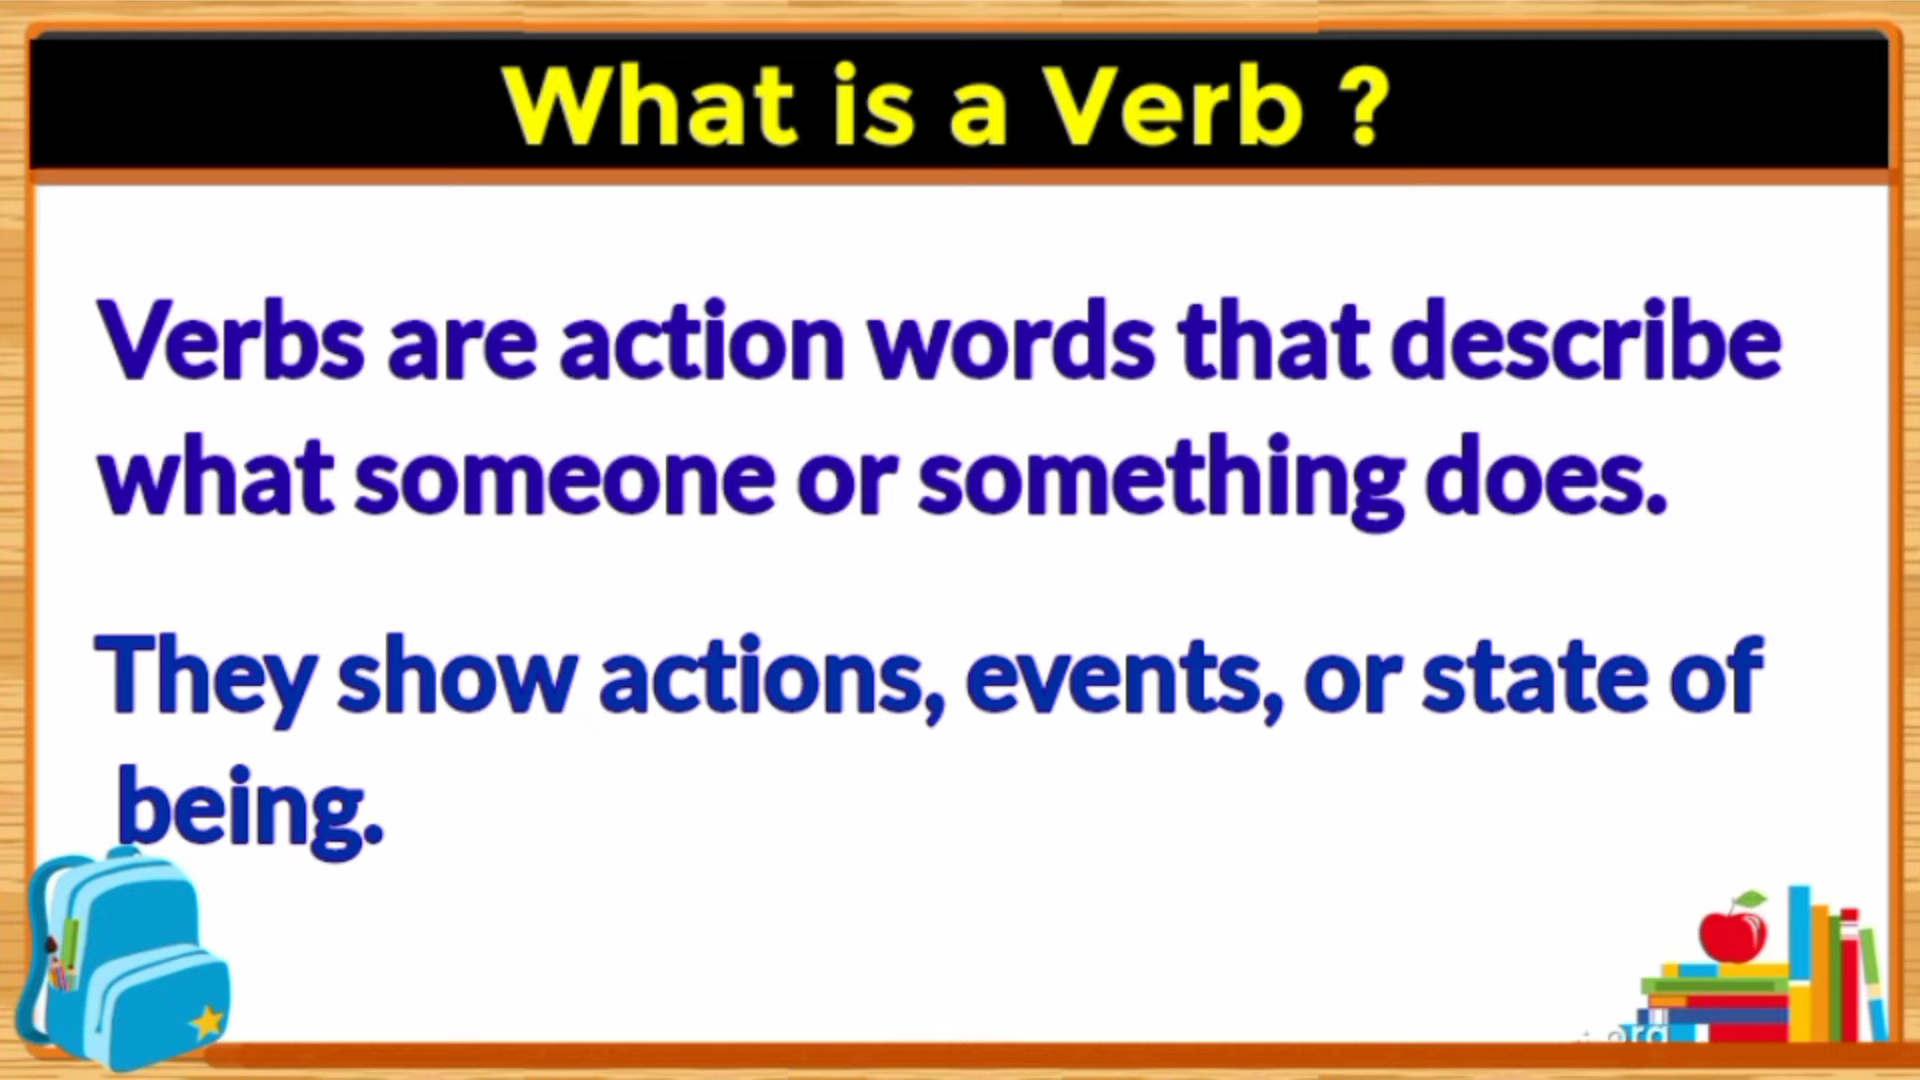 What is a Verb ?
Verbs are action words that describe
what someone or something does.
They show actions, events, or state of
being.